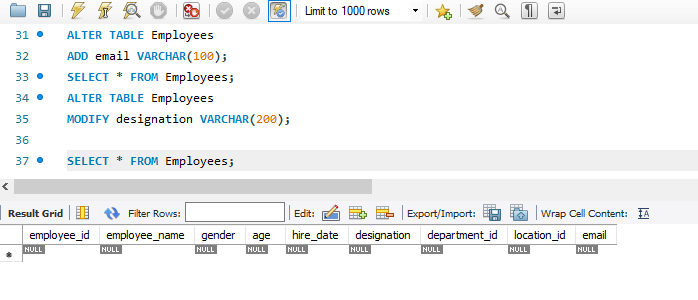 Limit to 1000 rows
31 ALTER TABLE Employees
32 ADD email VARCHAR(100);
33 SELECT * FROM Employees;
34 ALTER TABLE Employees
35 MODIFY designation VARCHAR(200);
36
37 SELECT * FROM Employees;
Result Grid Filter Rows: Edit: Export/Import: Wrap Cell Content:
employee_id employee_name gender age hire_date designation department_id location_id email
NULL NULL NULL NULL NULL NULL NULL NULL NULL